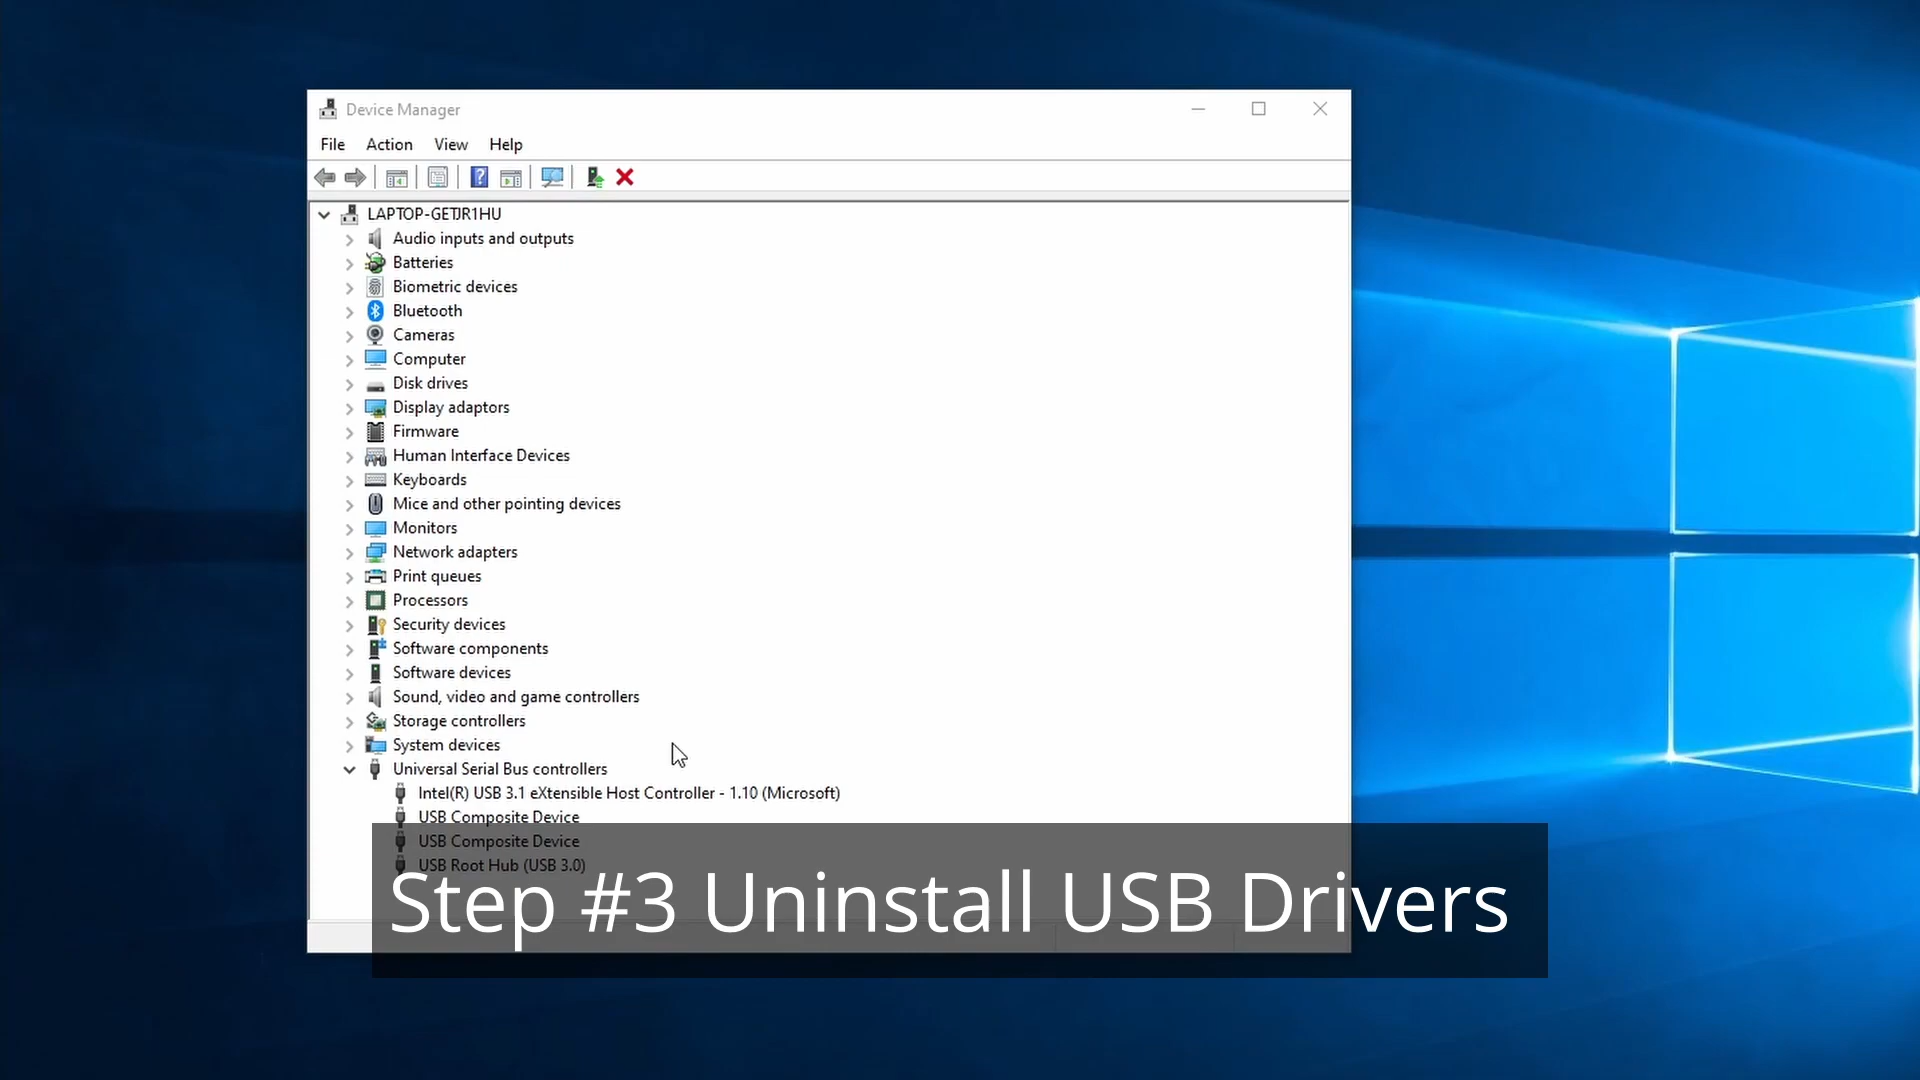 Device Manager
File Action View Help
LAPTOP-GETJR1HU
Audio inputs and outputs
Batteries
Biometric devices
Bluetooth
Cameras
Computer
Disk drives
Display adaptors
Firmware
Human Interface Devices
Keyboards
Mice and other pointing devices
Monitors
Network adapters
Print queues
Processors
Security devices
Software components
Software devices
Sound, video and game controllers
Storage controllers
System devices
Universal Serial Bus controllers
Intel(R) USB 3.1 eXtensible Host Controller - 1.10 (Microsoft)
USB Composite Device
USB Composite Device
USB Root Hub (USB 3.0)
Step #3 Uninstall USB Drivers